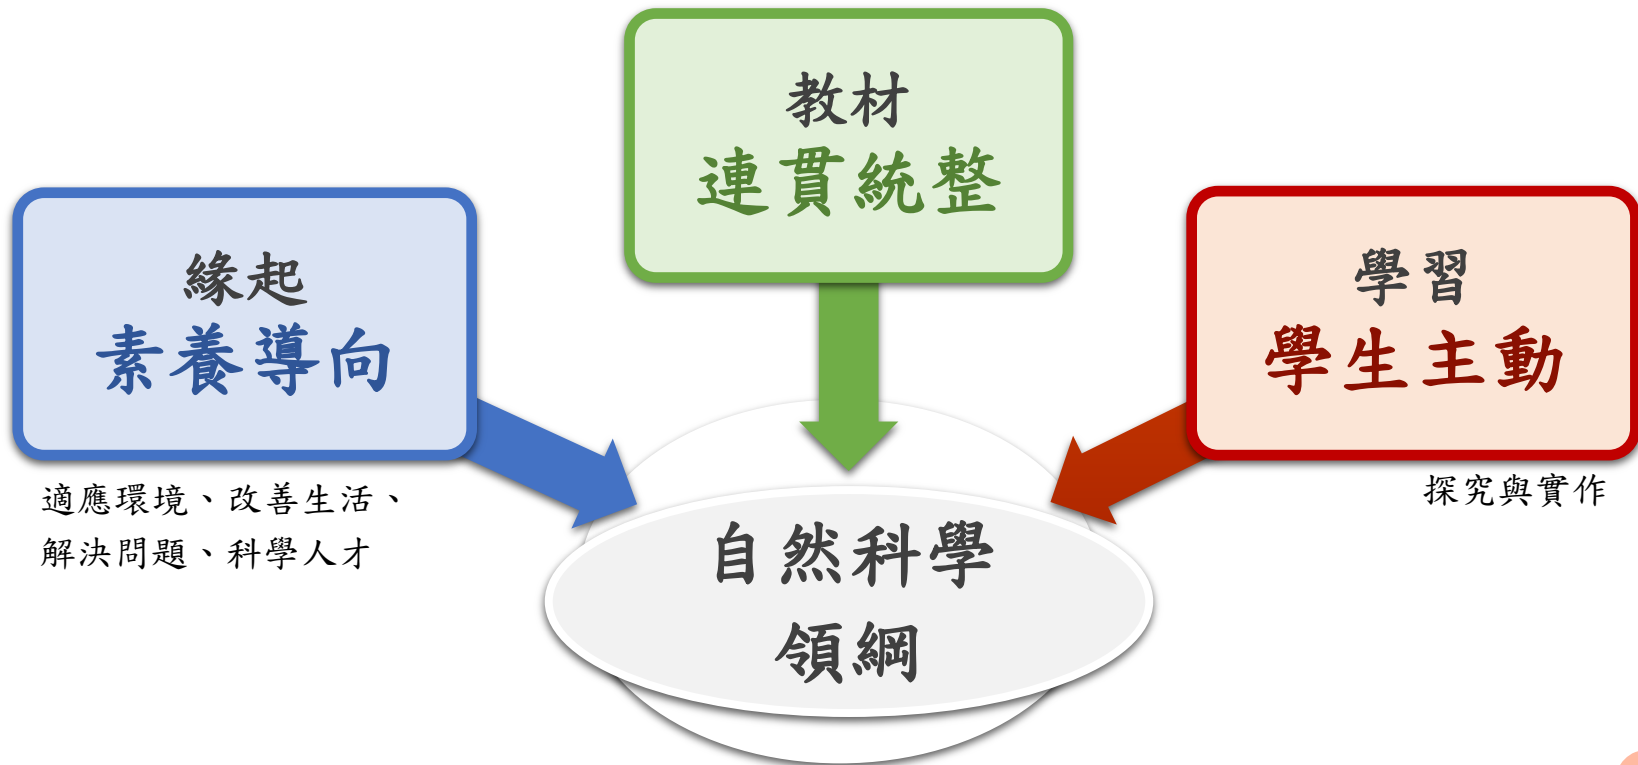 教材
連貫統整
緣起
素養導向
學習
學生主動
適應環境、改善生活、
解決問題、科學人才
探究與實作
自然科學
領綱